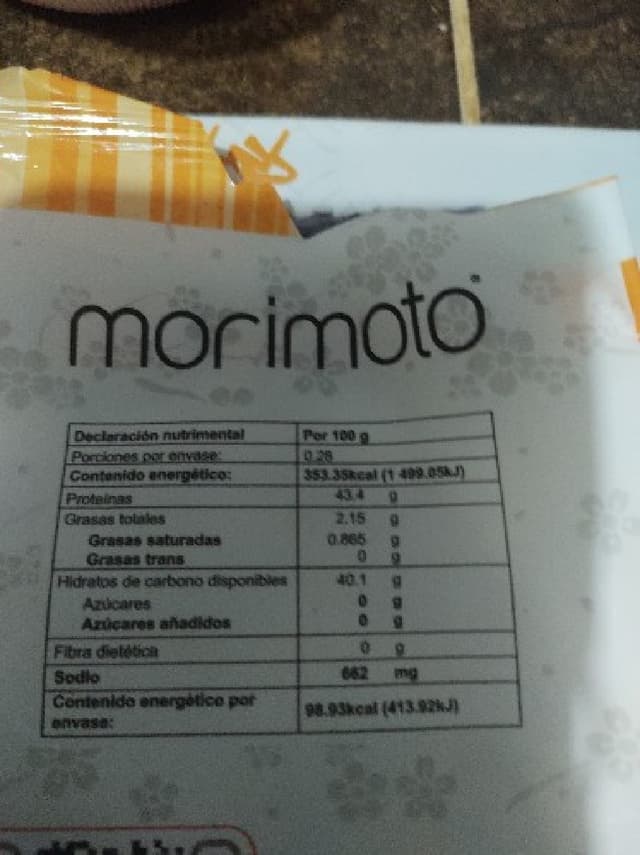 morimoto®
Declaración nutrimental Por 100 g
Porciones por envase: 0.28
Contenido energético: 353.35kcal (1 499.05kJ)
Proteínas 43.4 g
Grasas totales 2.15 g
Grasas saturadas 0.865 g
Grasas trans 0 g
Hidratos de carbono disponibles 40.1 g
Azúcares 0 g
Azúcares añadidos 0 g
Fibra dietética 0 g
Sodio 662 mg
Contenido energético por
envase: 98.93kcal (413.92kJ)